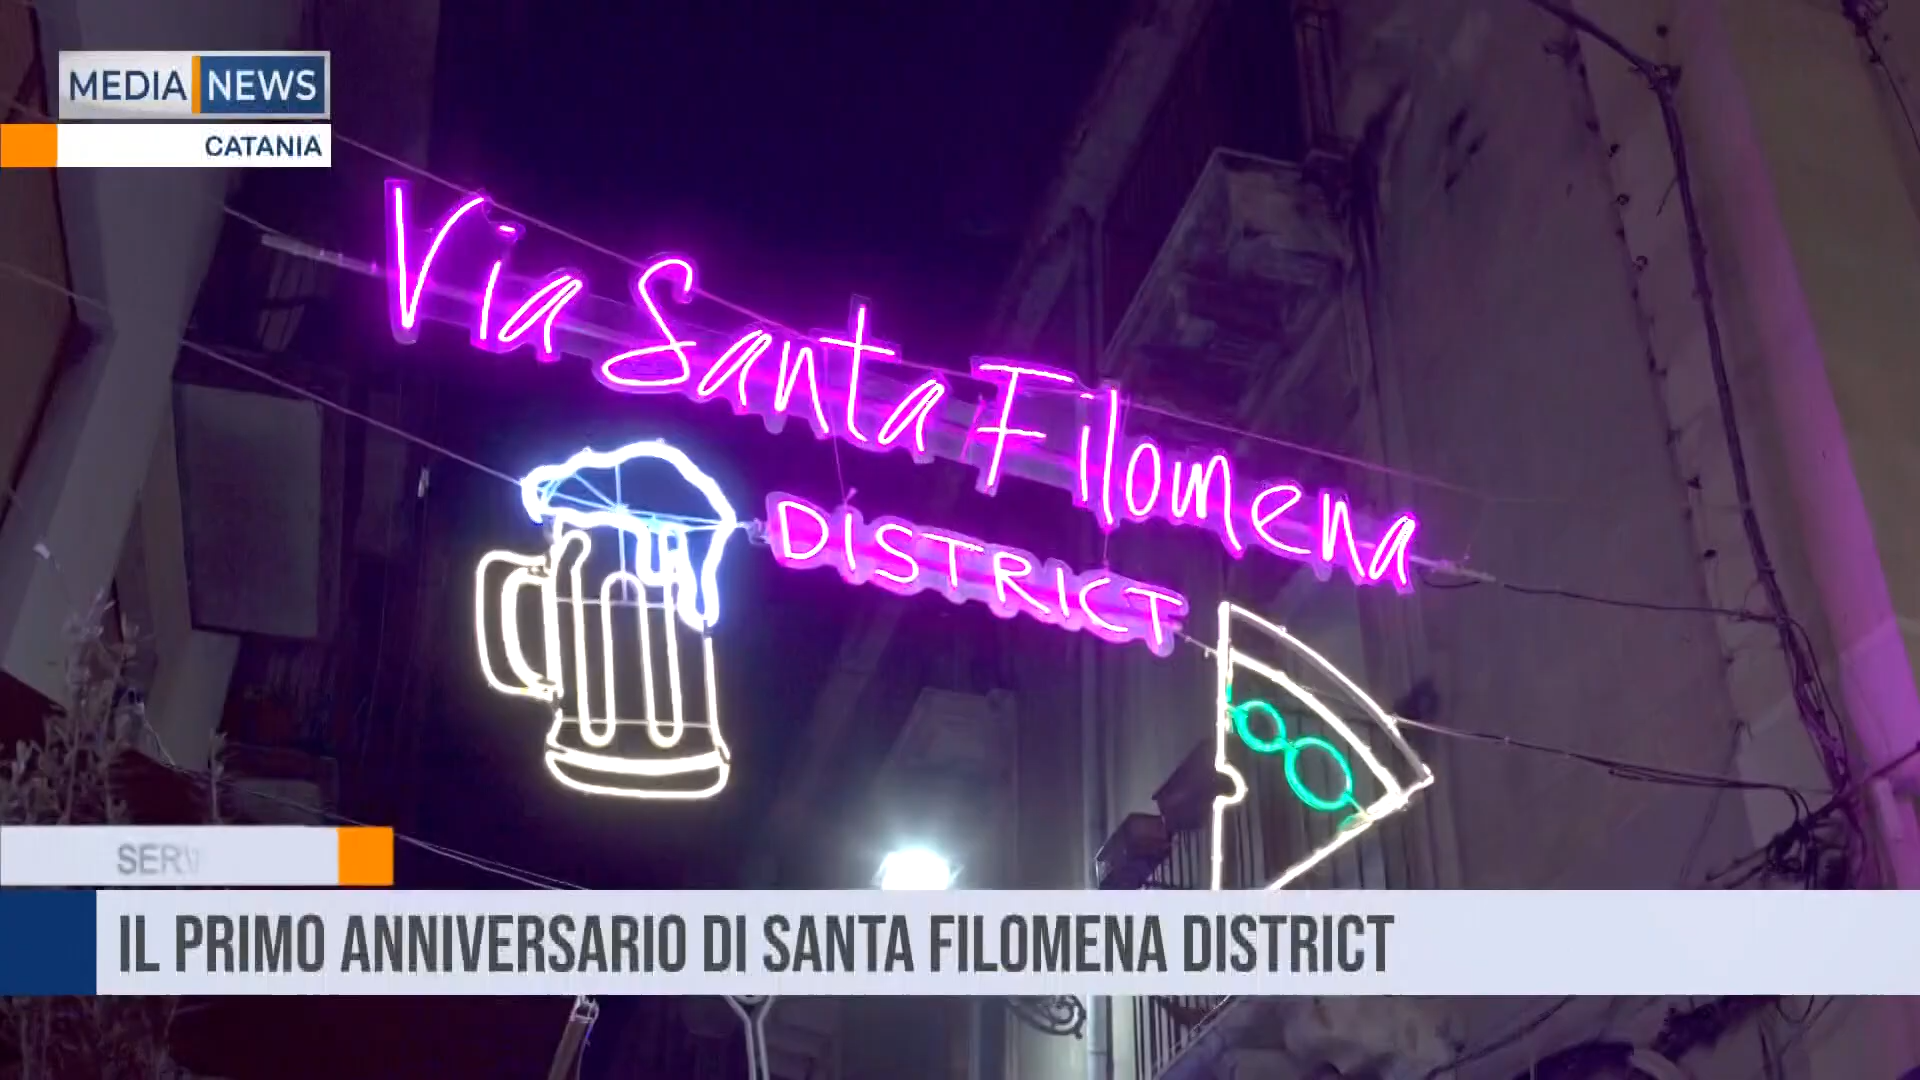 MEDIA NEWS
CATANIA
Via Santa Filomena
DISTRICT
IL PRIMO ANNIVERSARIO DI SANTA FILOMENA DISTRICT